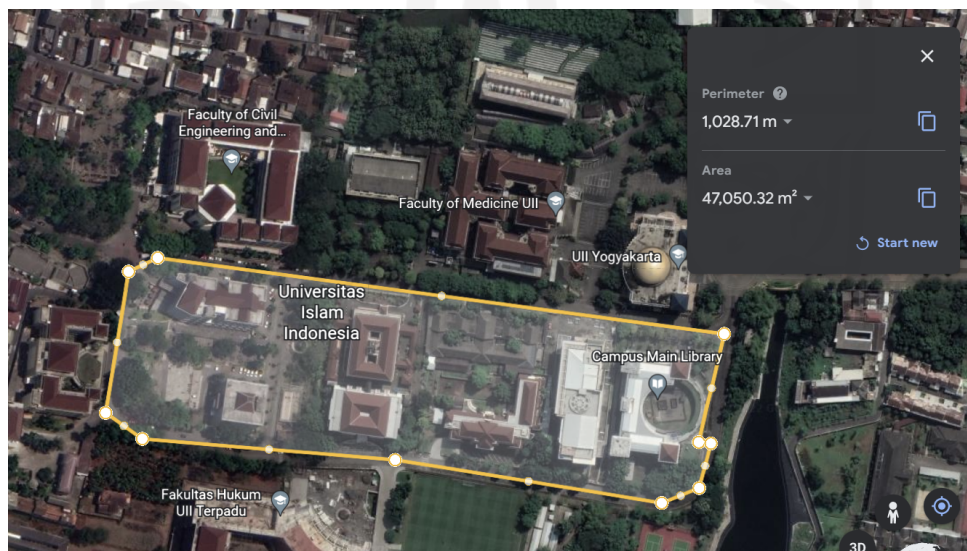 Perimeter
1,028.71 m
Area
47,050.32 m²
Start new
Faculty of Civil
Engineering and...
Faculty of Medicine UII
UII Yogyakarta
Universitas
Islam
Indonesia
Campus Main Library
Fakultas Hukum
UII Terpadu
3D